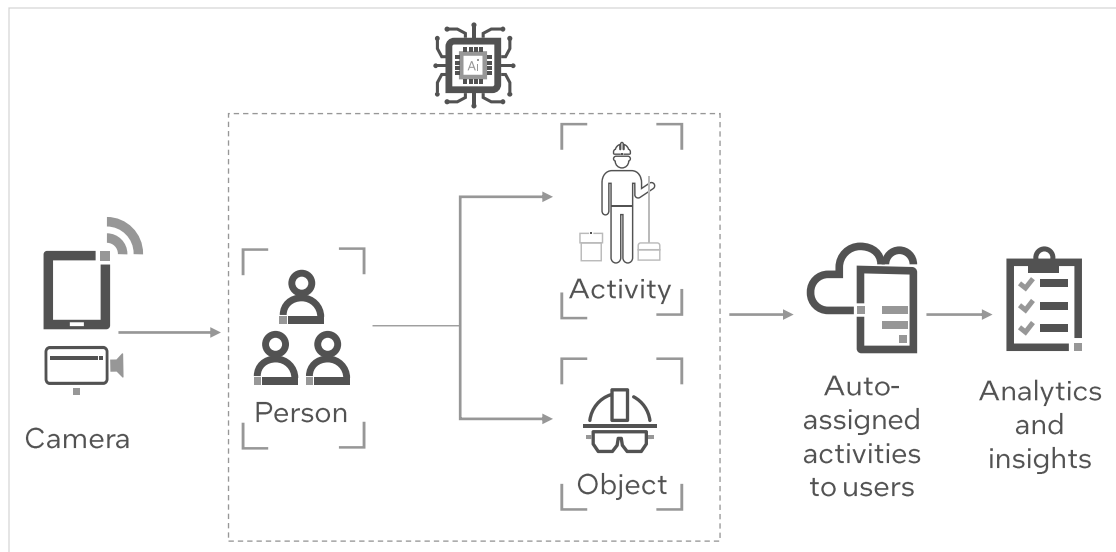 Ai
Camera
Person
Activity
Object
Auto-
assigned
activities
to users
Analytics
and
insights